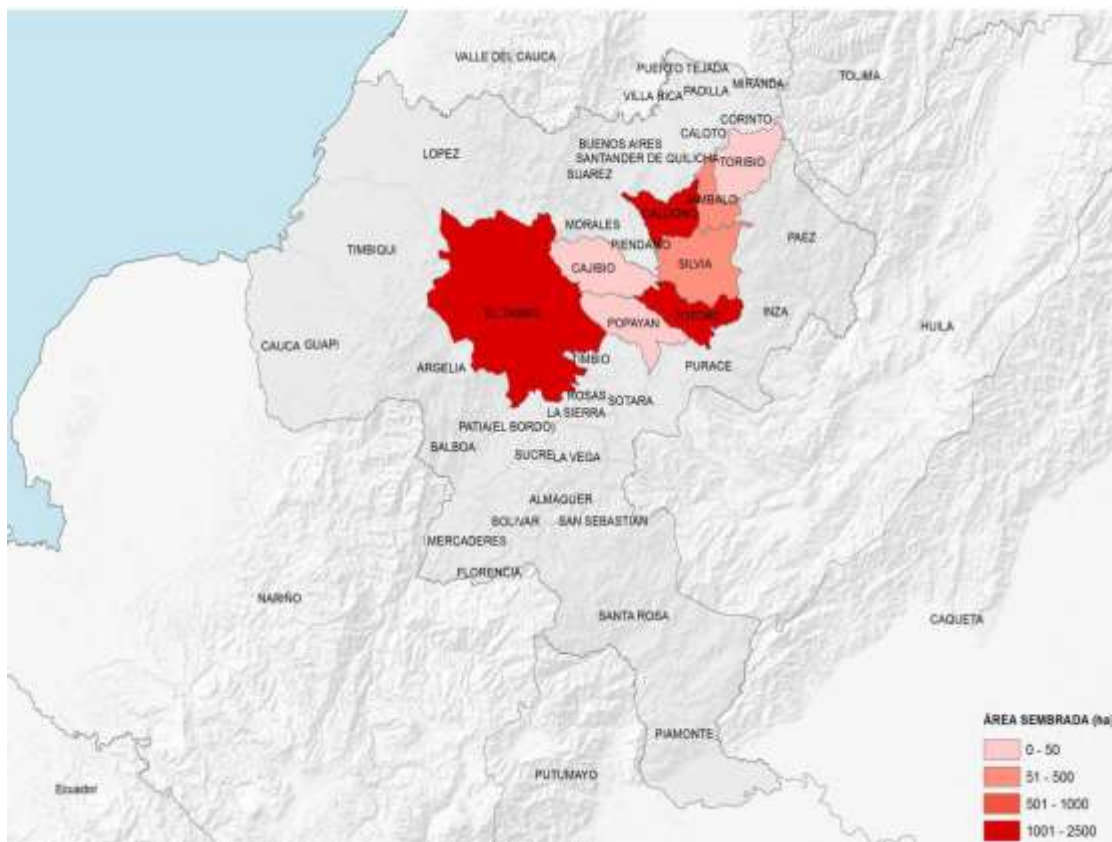 VALLE DEL CAUCA
PUERTO TEJADA
TOLIMA
MIRANDA
PADILLA
VILLA RICA
CORINTO
CALOTO
BUENOS AIRES
LOPEZ
SANTANDER DE QUILICHA
TORIBIO
SUAREZ
JAMBALO
CALDONO
MORALES
PAEZ
TIMBIQUI
PIENDAMO
CAJIBIO
SILVIA
EL TAMBO
TOTORO
INZA
POPAYAN
HUILA
CAUCA
GUAPI
TIMBIO
ARGELIA
PURACE
ROSAS
SOTARA
LA SIERRA
PATIA(EL BORDO)
BALBOA
SUCRE
LA VEGA
ALMAGUER
BOLIVAR
SAN SEBASTIAN
MERCADERES
FLORENCIA
NARIÑO
SANTA ROSA
CAQUETA
ÁREA SEMBRADA (ha)
PIAMONTE
0 - 50
PUTUMAYO
51 - 500
Ecuador
501 - 1000
1001 - 2500